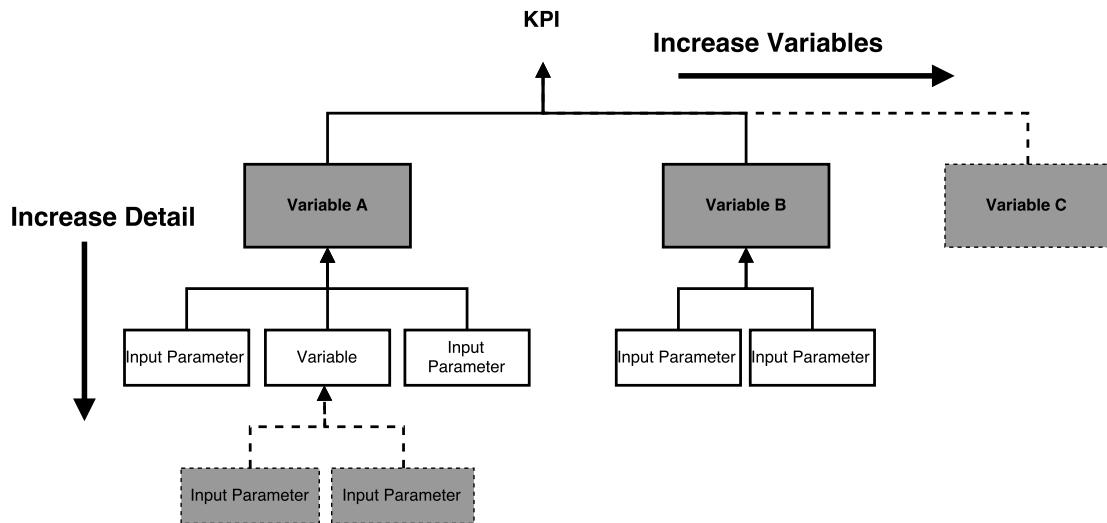 KPI
Increase Variables
Variable A
Variable B
Variable C
Increase Detail
Input Parameter
Variable
Input
Parameter
Input Parameter
Input Parameter
Input Parameter
Input Parameter